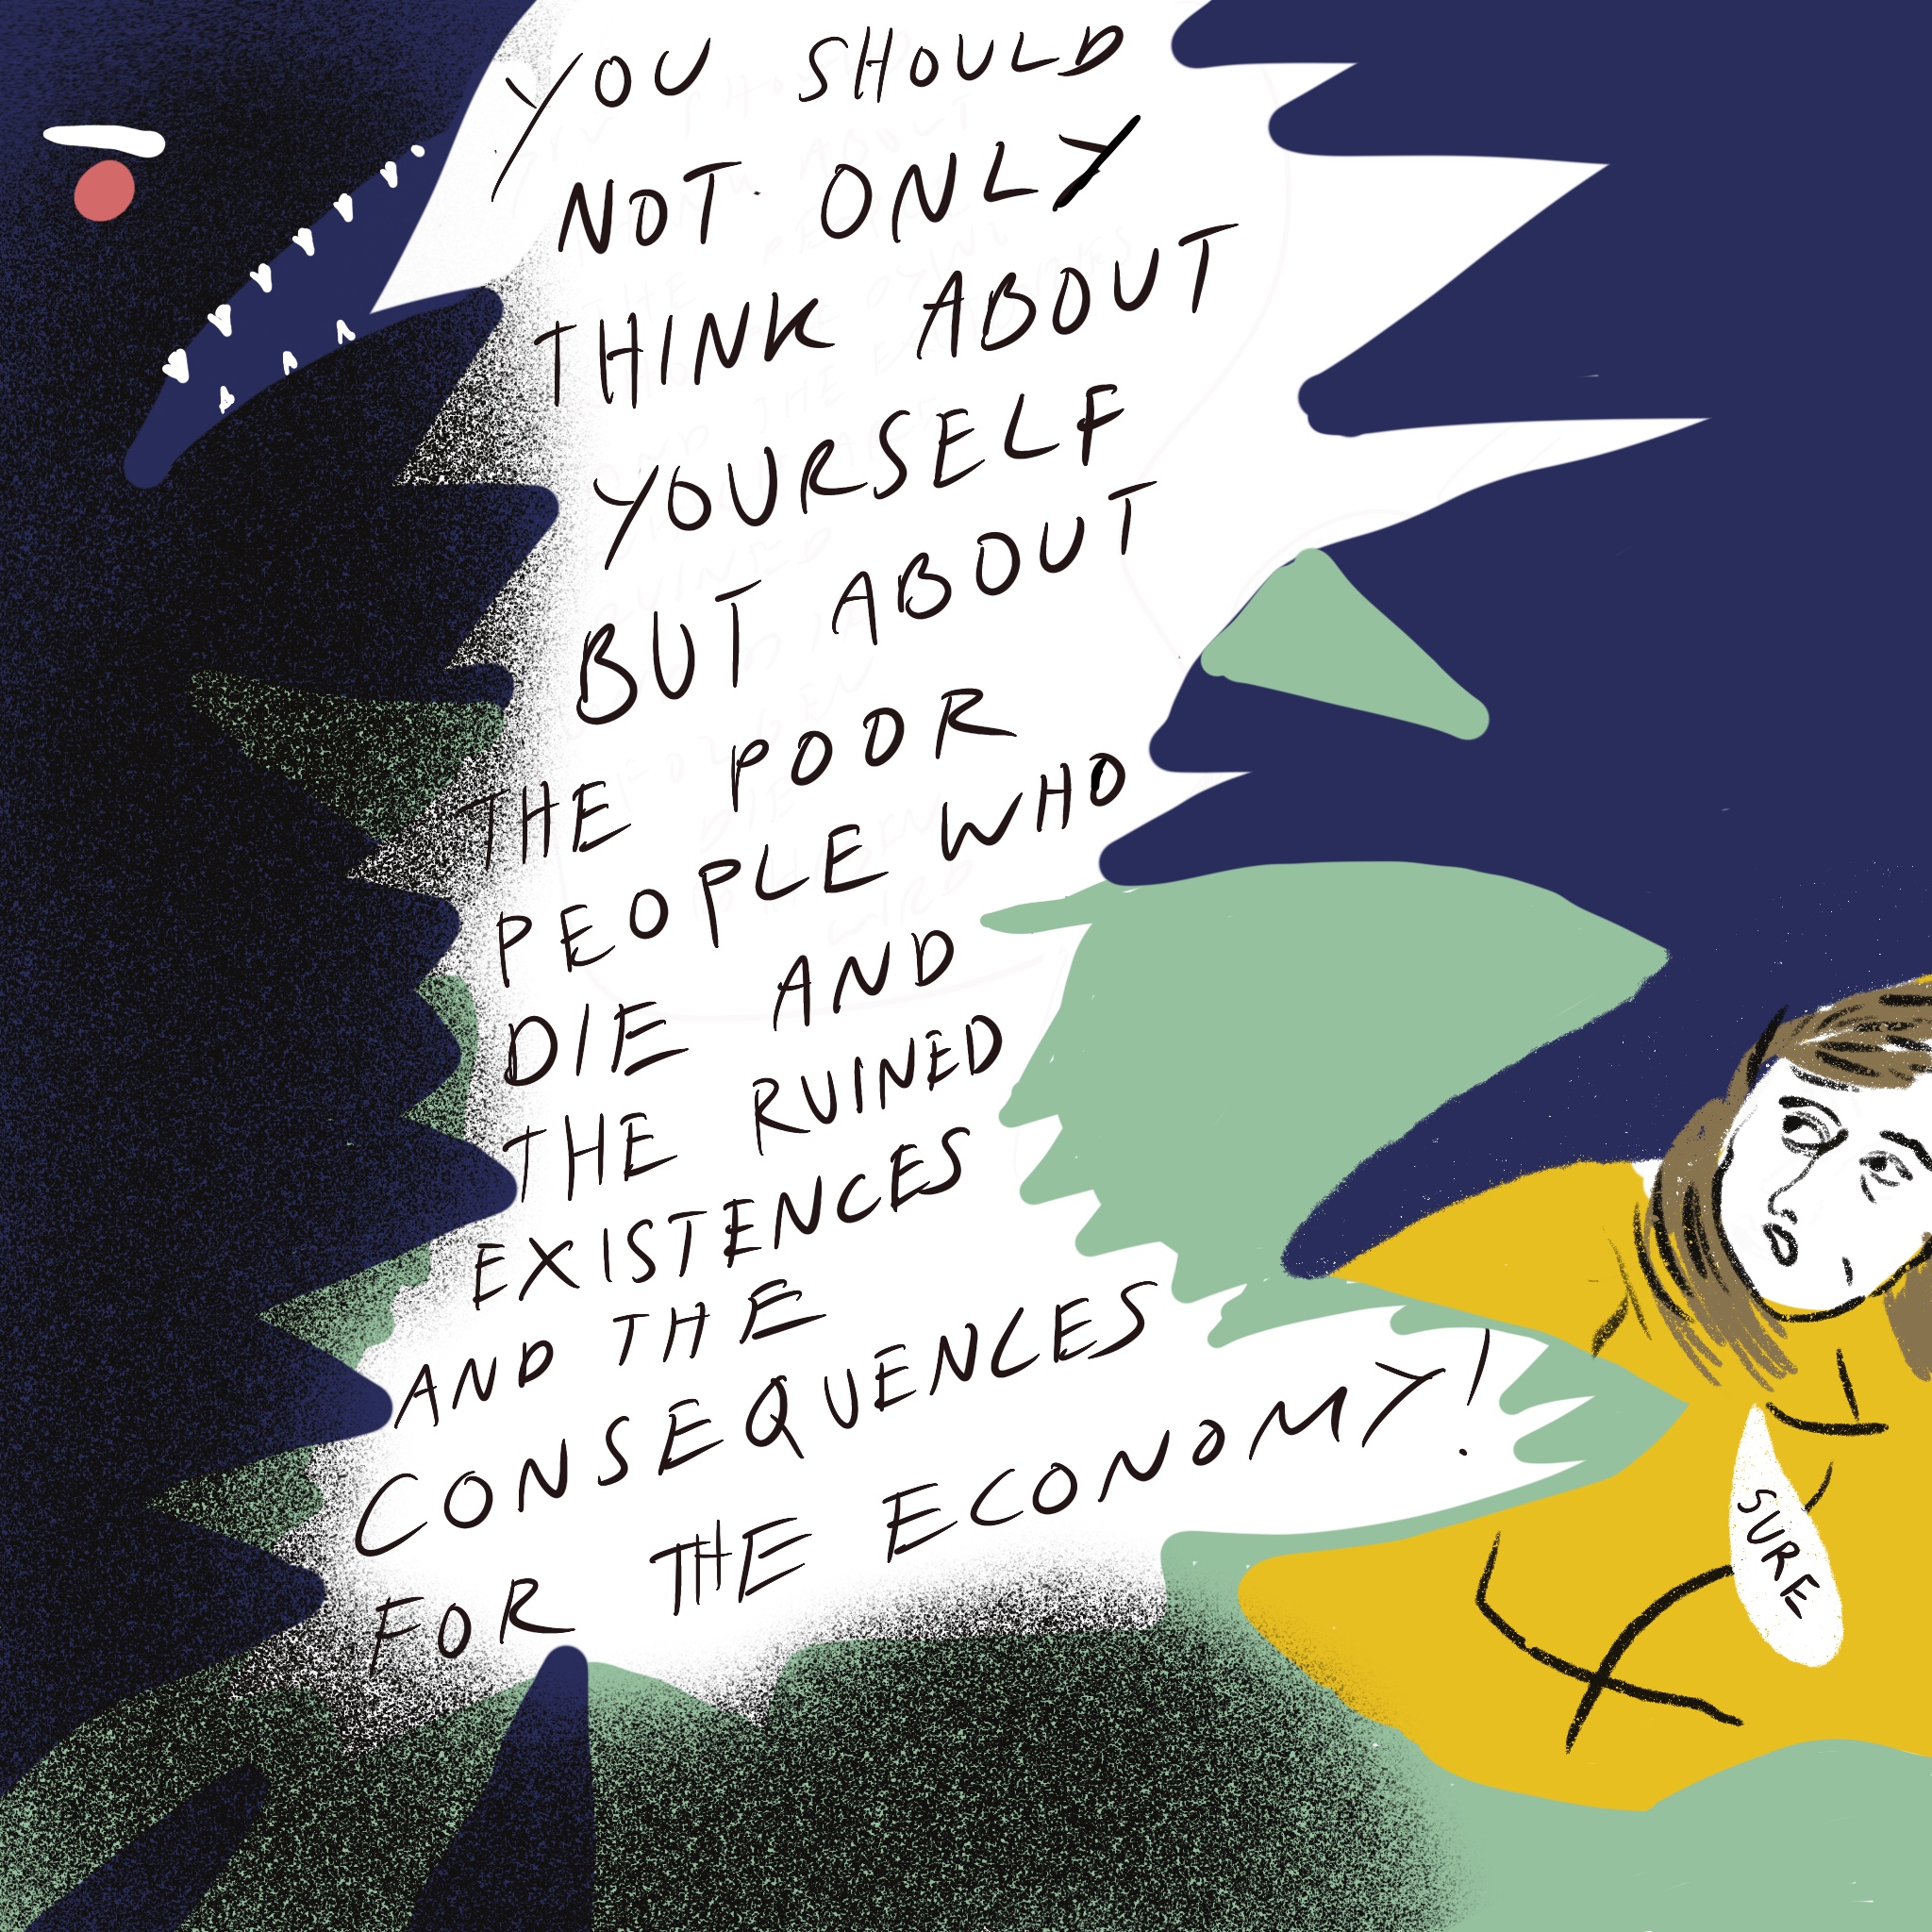 YOU SHOULD
NOT ONLY
THINK ABOUT
YOURSELF
BUT ABOUT
THE POOR
PEOPLE WHO
DIE AND
THE RUINED
EXISTENCES
AND THE
CONSEQUENCES
FOR THE ECONOMY!
SURE